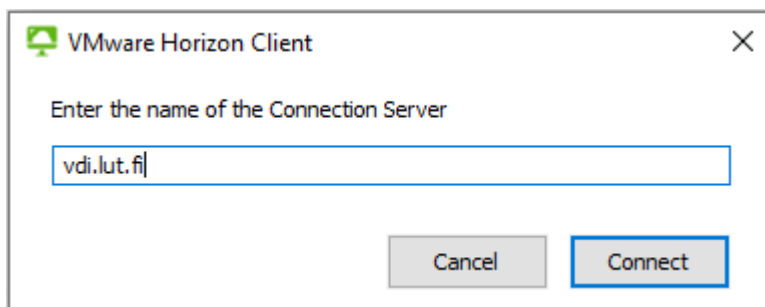 VMware Horizon Client
Enter the name of the Connection Server
vdi.lut.fi
Cancel Connect